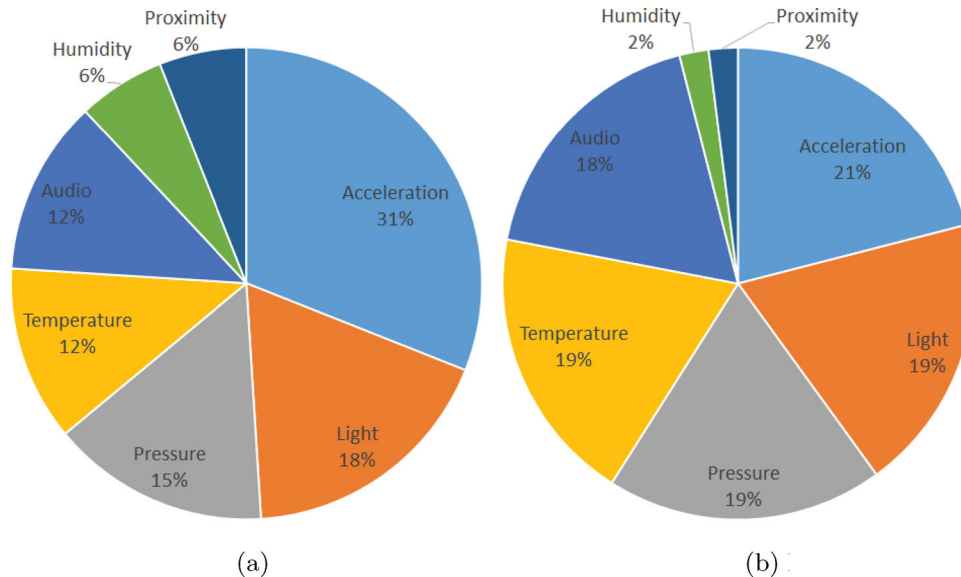 Proximity
6%
Humidity
6%
Acceleration
31%
Audio
12%
Temperature
12%
Light
18%
Pressure
15%
(a)
Humidity
2%
Proximity
2%
Audio
18%
Acceleration
21%
Temperature
19%
Light
19%
Pressure
19%
(b)